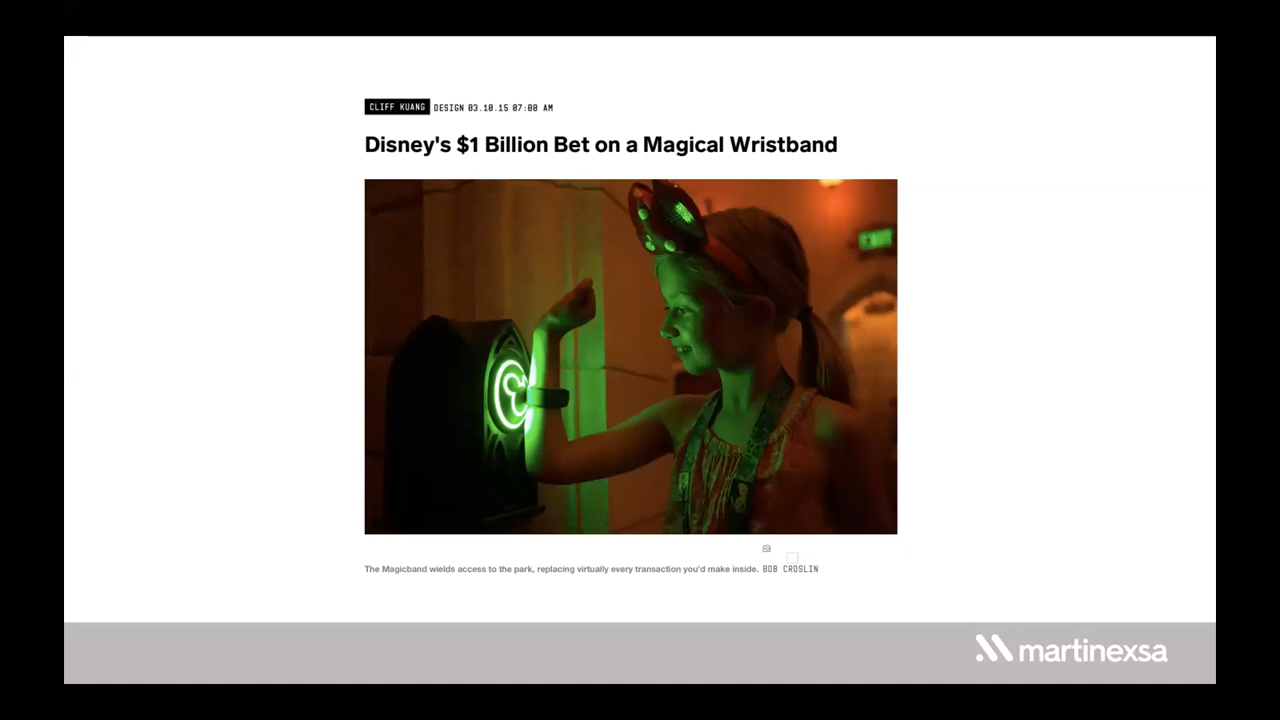 CLIFF KUANG DESIGN 03.10.15 07:00 AM
Disney's $1 Billion Bet on a Magical Wristband
EXIT
The Magicband wields access to the park, replacing virtually every transaction you'd make inside. BOB CROSLIN
martinexsa